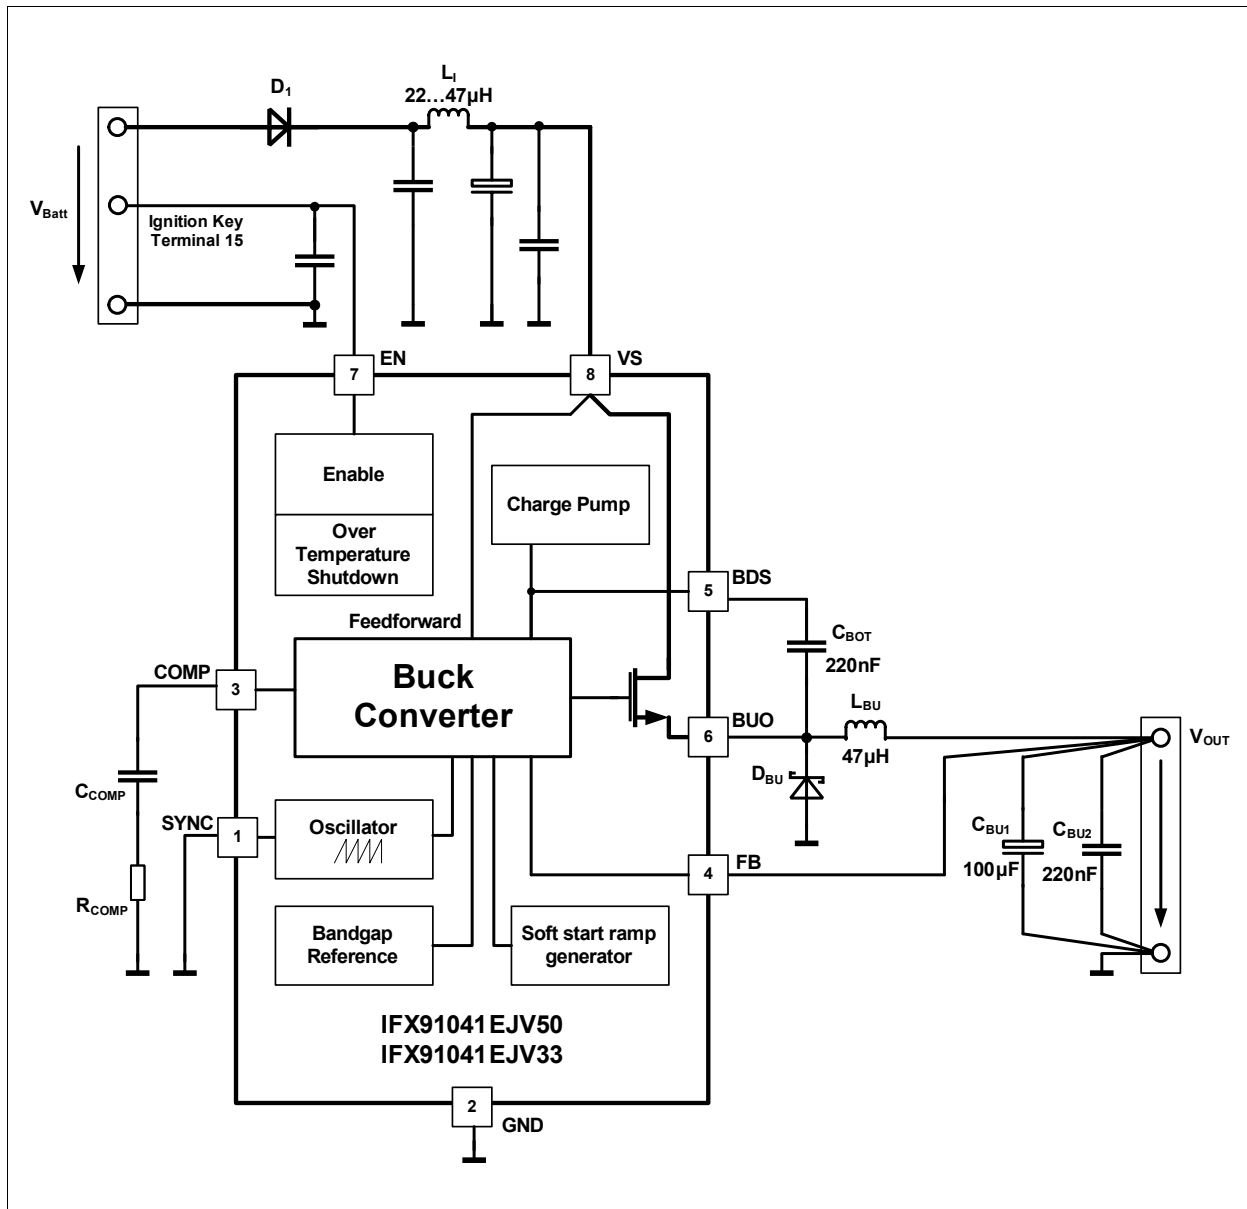 D1
LI
22...47µH
VBatt
Ignition Key
Terminal 15
EN
VS
7
8
Enable
Charge Pump
Over
Temperature
Shutdown
BDS
5
Feedforward
CBOT
220nF
COMP
3
Buck
Converter
LBU
BUO
6
47µH
VOUT
DBU
CCOMP
SYNC
1
Oscillator
CBU1
100µF
CBU2
220nF
FB
4
RCOMP
Bandgap
Reference
Soft start ramp
generator
IFX91041EJV50
IFX91041EJV33
2
GND